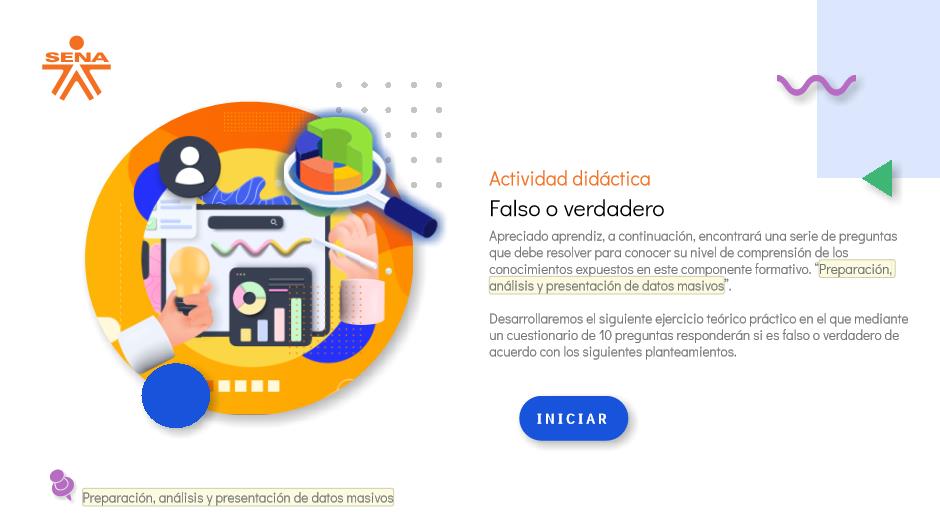 SENA
Actividad didáctica
Falso o verdadero
Apreciado aprendiz, a continuación, encontrará una serie de preguntas
que debe resolver para conocer su nivel de comprensión de los
conocimientos expuestos en este componente formativo. “Preparación,
análisis y presentación de datos masivos”.
Desarrollaremos el siguiente ejercicio teórico práctico en el que mediante
un cuestionario de 10 preguntas responderán si es falso o verdadero de
acuerdo con los siguientes planteamientos.
INICIAR
Preparación, análisis y presentación de datos masivos